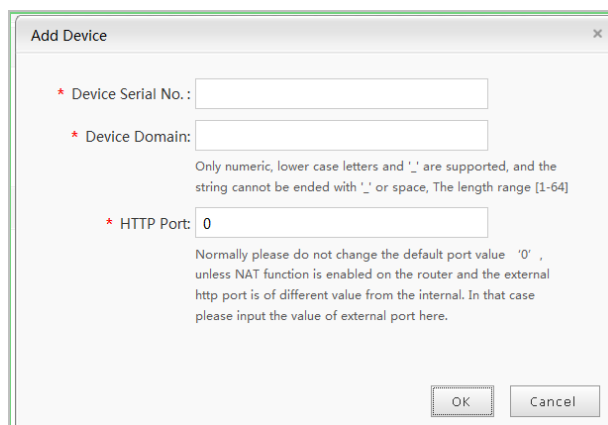 Add Device
* Device Serial No. :
* Device Domain:
Only numeric, lower case letters and '_' are supported, and the
string cannot be ended with '_' or space, The length range [1-64]
* HTTP Port: 0
Normally please do not change the default port value '0' ,
unless NAT function is enabled on the router and the external
http port is of different value from the internal. In that case
please input the value of external port here.
OK Cancel